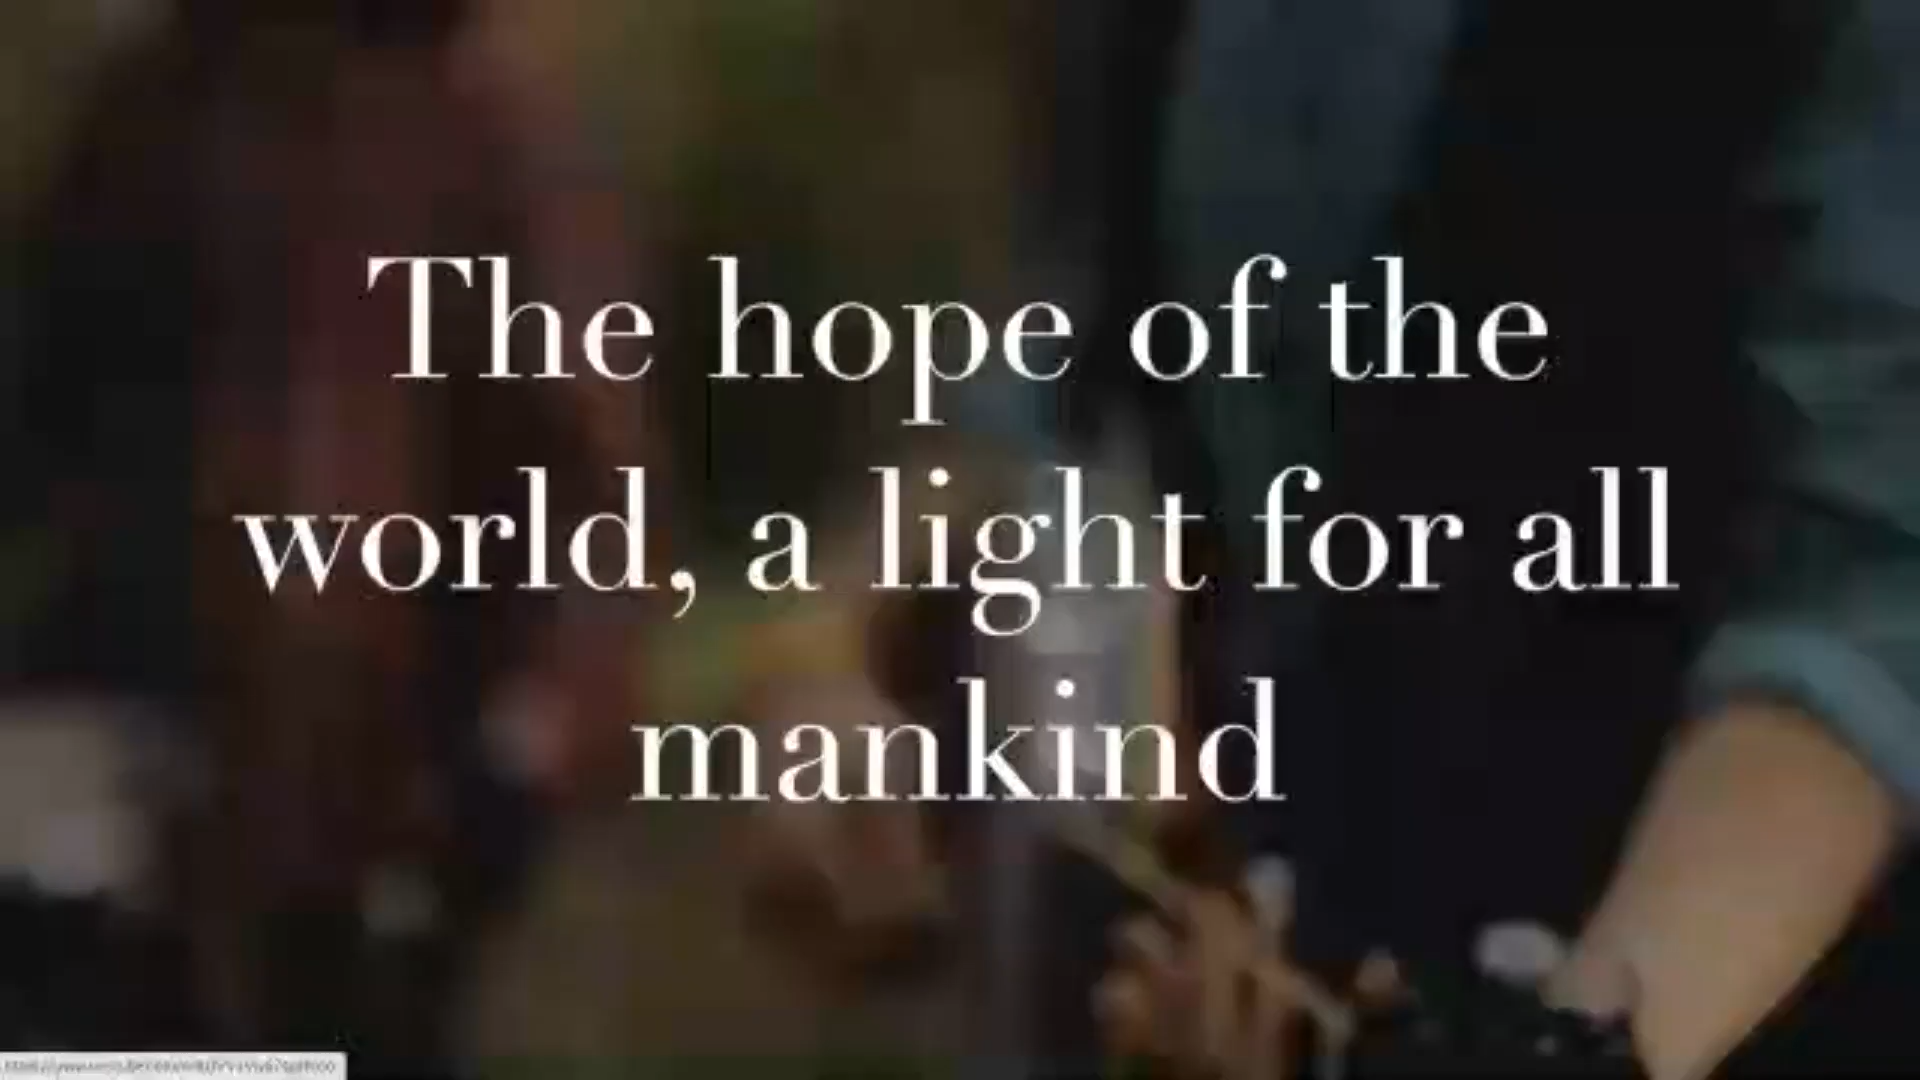 The hope of the
world, a light for all
mankind